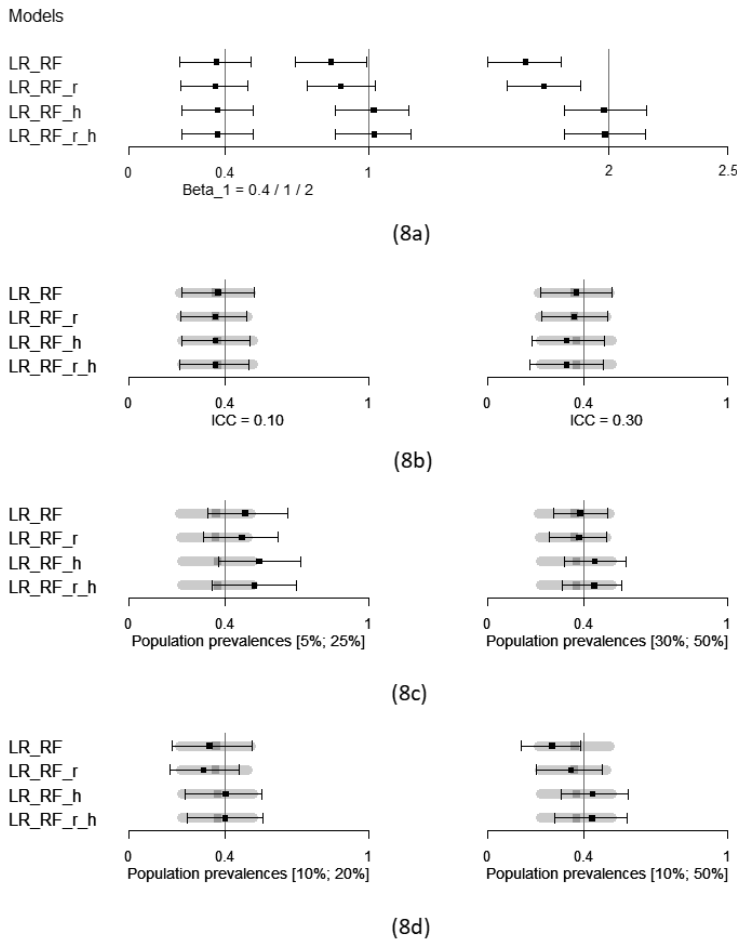 Models
LR_RF
LR_RF_r
LR_RF_h
LR_RF_r_h
0 0.4 1 2 2.5
Beta_1 = 0.4 / 1 / 2
(8a)
LR_RF
LR_RF_r
LR_RF_h
LR_RF_r_h
0 0.4 1 0 0.4 1
ICC = 0.10 ICC = 0.30
(8b)
LR_RF
LR_RF_r
LR_RF_h
LR_RF_r_h
0 0.4 1 0 0.4 1
Population prevalences [5%; 25%] Population prevalences [30%; 50%]
(8c)
LR_RF
LR_RF_r
LR_RF_h
LR_RF_r_h
0 0.4 1 0 0.4 1
Population prevalences [10%; 20%] Population prevalences [10%; 50%]
(8d)